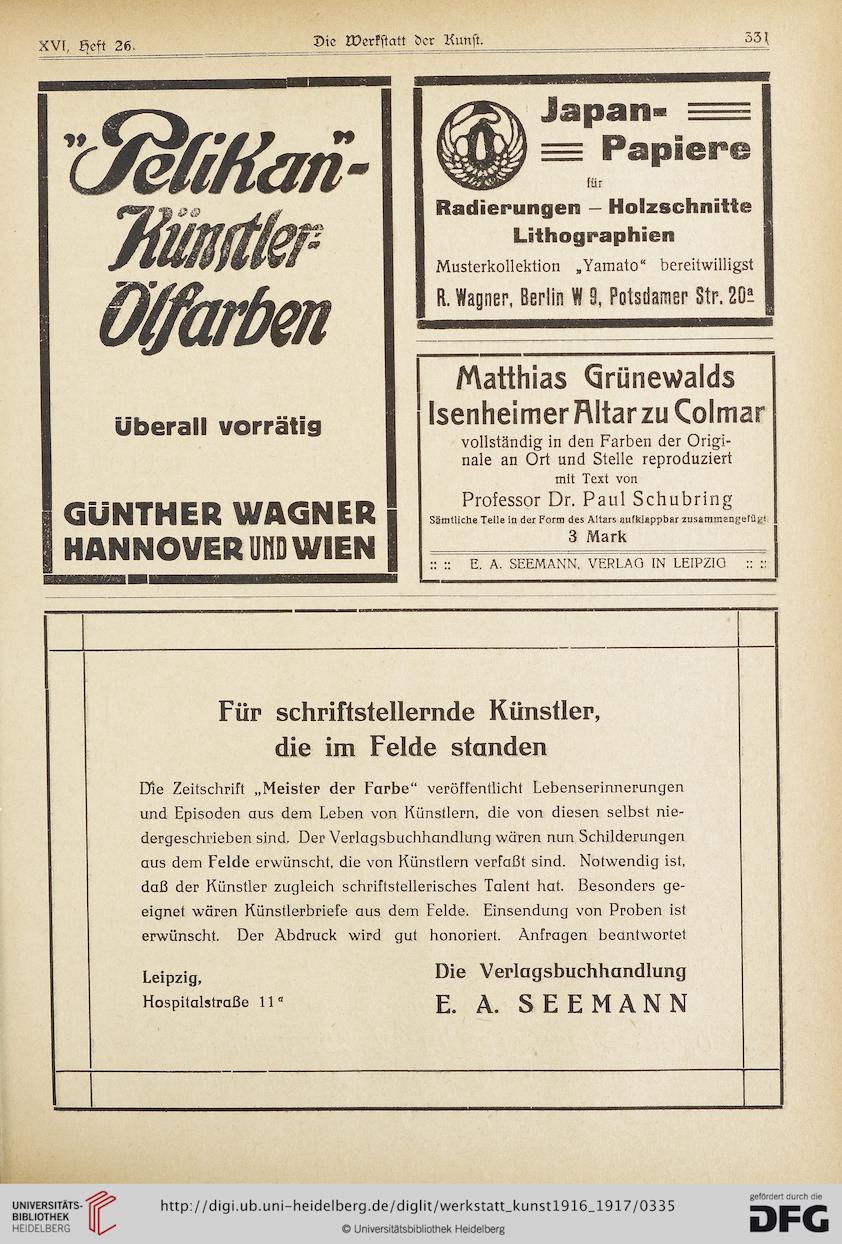 XVI, Heft 26.
Die Werkstatt der Kunst.
331
„Pelikan"-
Künstler-
Ölfarben
Überall vorrätig
GÜNTHER WAGNER
HANNOVER UND WIEN
Japan-
Papiere
für
Radierungen – Holzschnitte
Lithographien
Musterkollektion „Yamato“ bereitwilligst
R. Wagner, Berlin W 9, Potsdamer Str. 20a
Matthias Grünewalds
Isenheimer Altar zu Colmar
vollständig in den Farben der Origi-
nale an Ort und Stelle reproduziert
mit Text von
Professor Dr. Paul Schubring
Sämtliche Teile in der Form des Altars aufklappbar zusammengefügt
3 Mark
:: :: E. A. SEEMANN, VERLAG IN LEIPZIG :: ::
Für schriftstellernde Künstler,
die im Felde standen
Die Zeitschrift „Meister der Farbe“ veröffentlicht Lebenserinnerungen
und Episoden aus dem Leben von Künstlern, die von diesen selbst nie-
dergeschrieben sind. Der Verlagsbuchhandlung wären nun Schilderungen
aus dem Felde erwünscht, die von Künstlern verfaßt sind. Notwendig ist,
daß der Künstler zugleich schriftstellerisches Talent hat. Besonders ge-
eignet wären Künstlerbriefe aus dem Felde. Einsendung von Proben ist
erwünscht. Der Abdruck wird gut honoriert. Anfragen beantwortet
Leipzig,
Hospitalstraße 11a
Die Verlagsbuchhandlung
E. A. SEEMANN
UNIVERSITÄTS-
BIBLIOTHEK
HEIDELBERG
http://digi.ub.uni-heidelberg.de/diglit/werkstatt_kunst1916_1917/0335
© Universitätsbibliothek Heidelberg
gefördert durch die
DFG